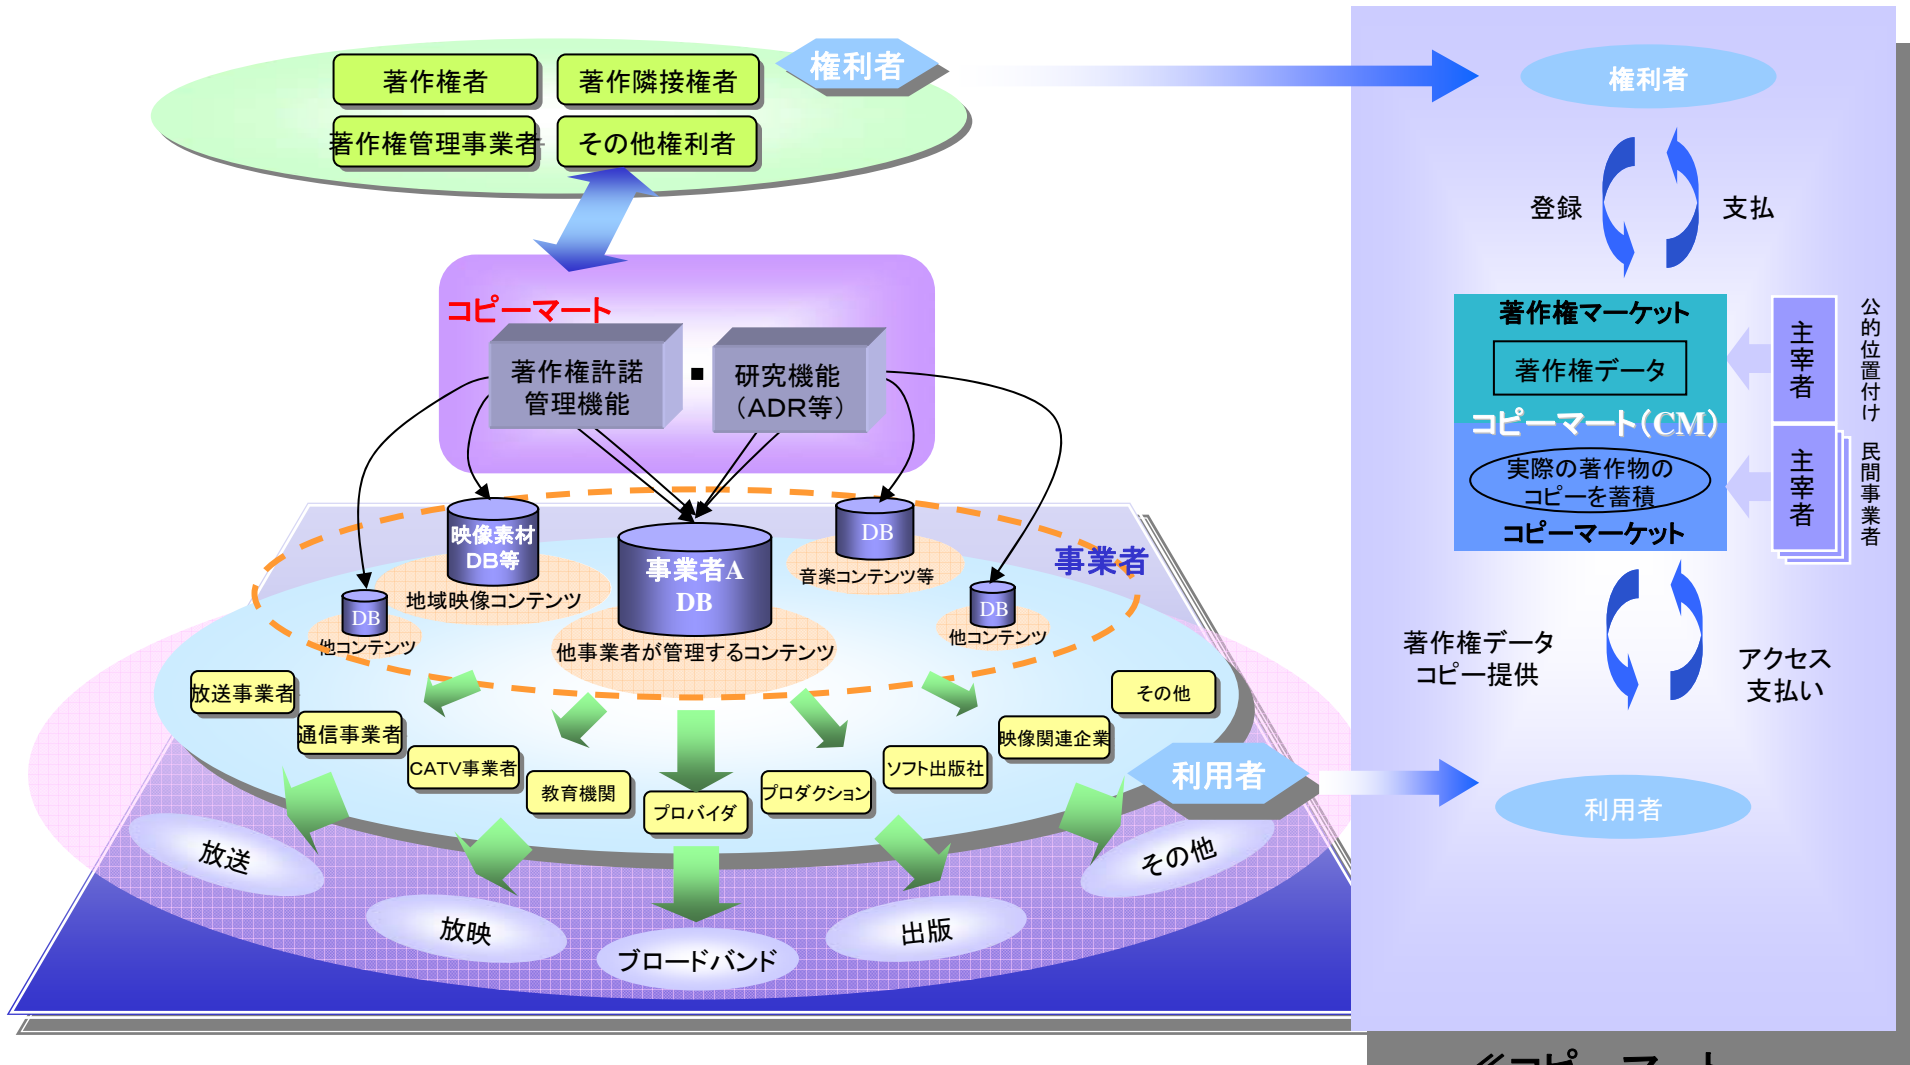 著作権者
著作隣接権者
著作権管理事業者
その他権利者
権利者
コピーマート
著作権許諾
管理機能
・
研究機能
（ADR等）
映像素材
DB等
地域映像コンテンツ
DB
他コンテンツ
事業者A
DB
他事業者が管理するコンテンツ
DB
音楽コンテンツ等
DB
他コンテンツ
事業者
放送事業者
通信事業者
CATV事業者
教育機関
プロバイダ
プロダクション
ソフト出版社
映像関連企業
その他
利用者
放送
放映
ブロードバンド
出版
その他
権利者
登録
支払
著作権マーケット
著作権データ
コピーマート（CM）
実際の著作物の
コピーを蓄積
コピーマーケット
主宰者
公的位置付け
主宰者
民間事業者
著作権データ
コピー提供
アクセス
支払い
利用者
≪コピーマート